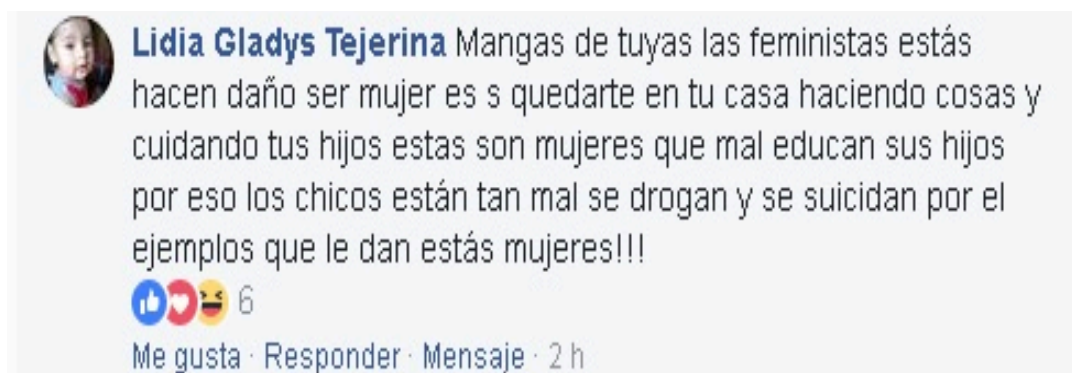 Lidia Gladys Tejerina Mangas de tuyas las feministas estás
hacen daño ser mujer es s quedarte en tu casa haciendo cosas y
cuidando tus hijos estas son mujeres que mal educan sus hijos
por eso los chicos están tan mal se drogan y se suicidan por el
ejemplos que le dan estás mujeres!!!
6
Me gusta · Responder · Mensaje · 2 h